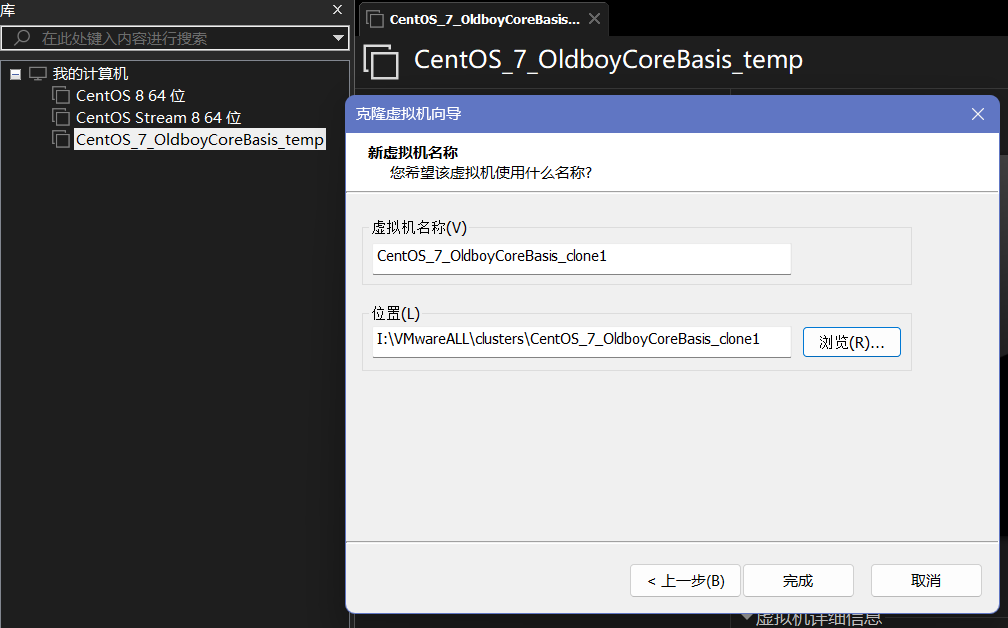 库
在此处键入内容进行搜索
我的计算机
CentOS 8 64 位
CentOS Stream 8 64 位
CentOS_7_OldboyCoreBasis_temp
CentOS_7_OldboyCoreBasis...
CentOS_7_OldboyCoreBasis_temp
克隆虚拟机向导
新虚拟机名称
您希望该虚拟机使用什么名称?
虚拟机名称(V)
CentOS_7_OldboyCoreBasis_clone1
位置(L)
I:\VMwareALL\clusters\CentOS_7_OldboyCoreBasis_clone1
浏览(R)...
< 上一步(B)
完成
取消
虚拟机详细信息